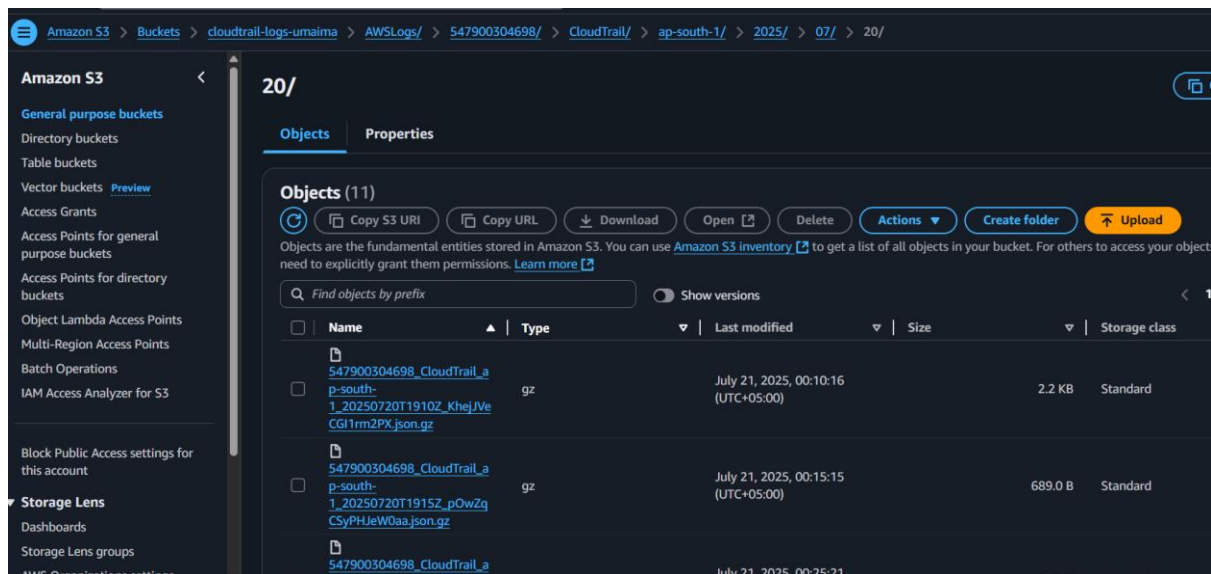 Amazon S3 > Buckets > cloudtrail-logs-umaima > AWSLogs/ > 547900304698/ > CloudTrail/ > ap-south-1/ > 2025/ > 07/ > 20/
Amazon S3
General purpose buckets
Directory buckets
Table buckets
Vector buckets Preview
Access Grants
Access Points for general
purpose buckets
Access Points for directory
buckets
Object Lambda Access Points
Multi-Region Access Points
Batch Operations
IAM Access Analyzer for S3
Block Public Access settings for
this account
Storage Lens
Dashboards
Storage Lens groups
20/
Objects Properties
Objects (11)
Copy S3 URI Copy URL Download Open Delete Actions Create folder Upload
Objects are the fundamental entities stored in Amazon S3. You can use Amazon S3 inventory to get a list of all objects in your bucket. For others to access your objects
need to explicitly grant them permissions. Learn more
Find objects by prefix Show versions
Name Type Last modified Size Storage class
547900304698_CloudTrail_a
p-south-
1_20250720T1910Z_KhejJVe
CGI1rm2PX.json.gz
gz
July 21, 2025, 00:10:16
(UTC+05:00)
2.2 KB
Standard
547900304698_CloudTrail_a
p-south-
1_20250720T1915Z_pOwZq
CSyPHJeW0aa.json.gz
gz
July 21, 2025, 00:15:15
(UTC+05:00)
689.0 B
Standard
547900304698_CloudTrail_a
July 21, 2025, 00:25:21